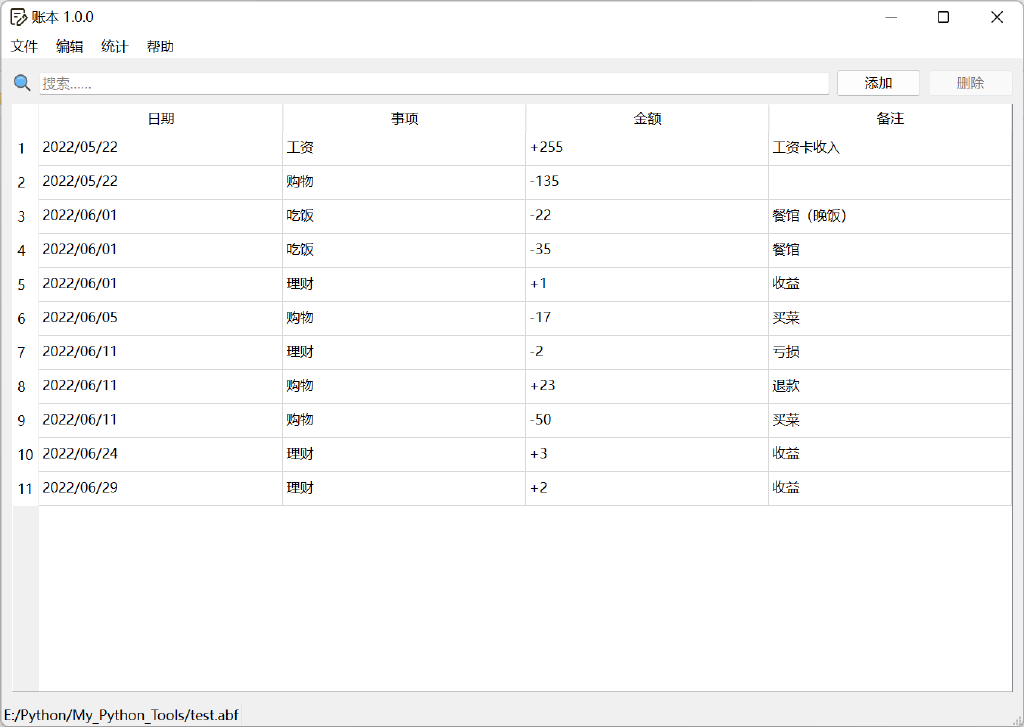 账本 1.0.0
文件 编辑 统计 帮助
搜索...... 添加 删除
日期 事项 金额 备注
1 2022/05/22 工资 +255 工资卡收入
2 2022/05/22 购物 -135
3 2022/06/01 吃饭 -22 餐馆（晚饭）
4 2022/06/01 吃饭 -35 餐馆
5 2022/06/01 理财 +1 收益
6 2022/06/05 购物 -17 买菜
7 2022/06/11 理财 -2 亏损
8 2022/06/11 购物 +23 退款
9 2022/06/11 购物 -50 买菜
10 2022/06/24 理财 +3 收益
11 2022/06/29 理财 +2 收益
E:/Python/My_Python_Tools/test.abf